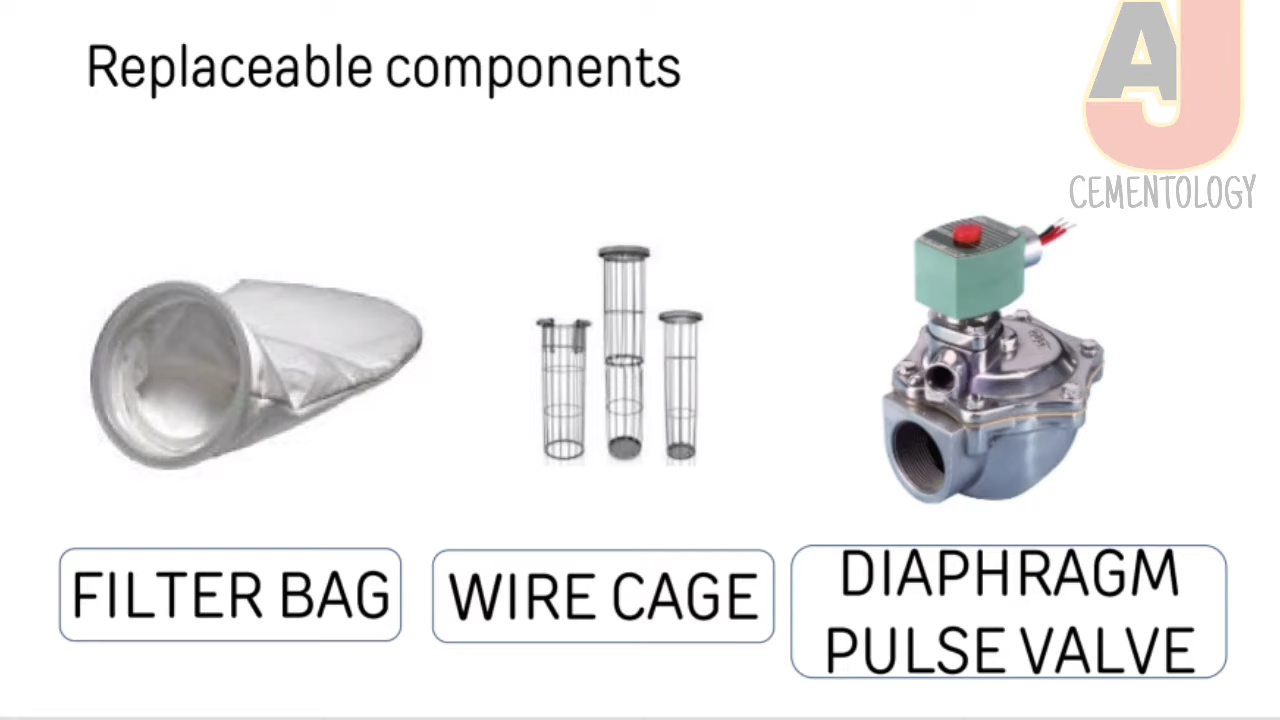 Replaceable components
AJ
CEMENTOLOGY
FILTER BAG
WIRE CAGE
DIAPHRAGM
PULSE VALVE